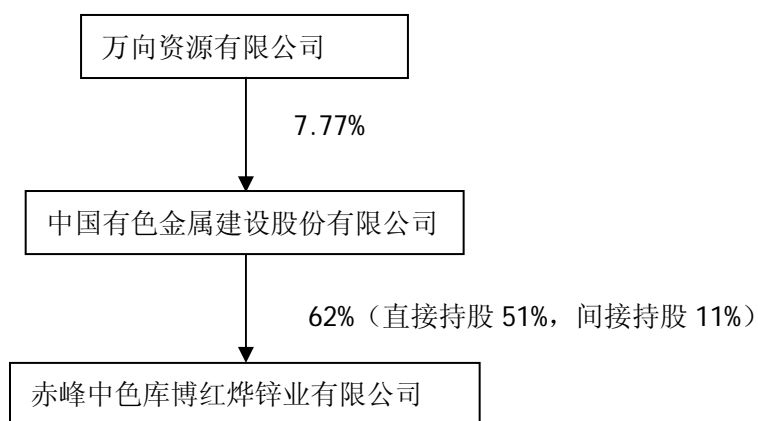 万向资源有限公司
7.77%
中国有色金属建设股份有限公司
62%（直接持股 51%，间接持股 11%）
赤峰中色库博红烨锌业有限公司